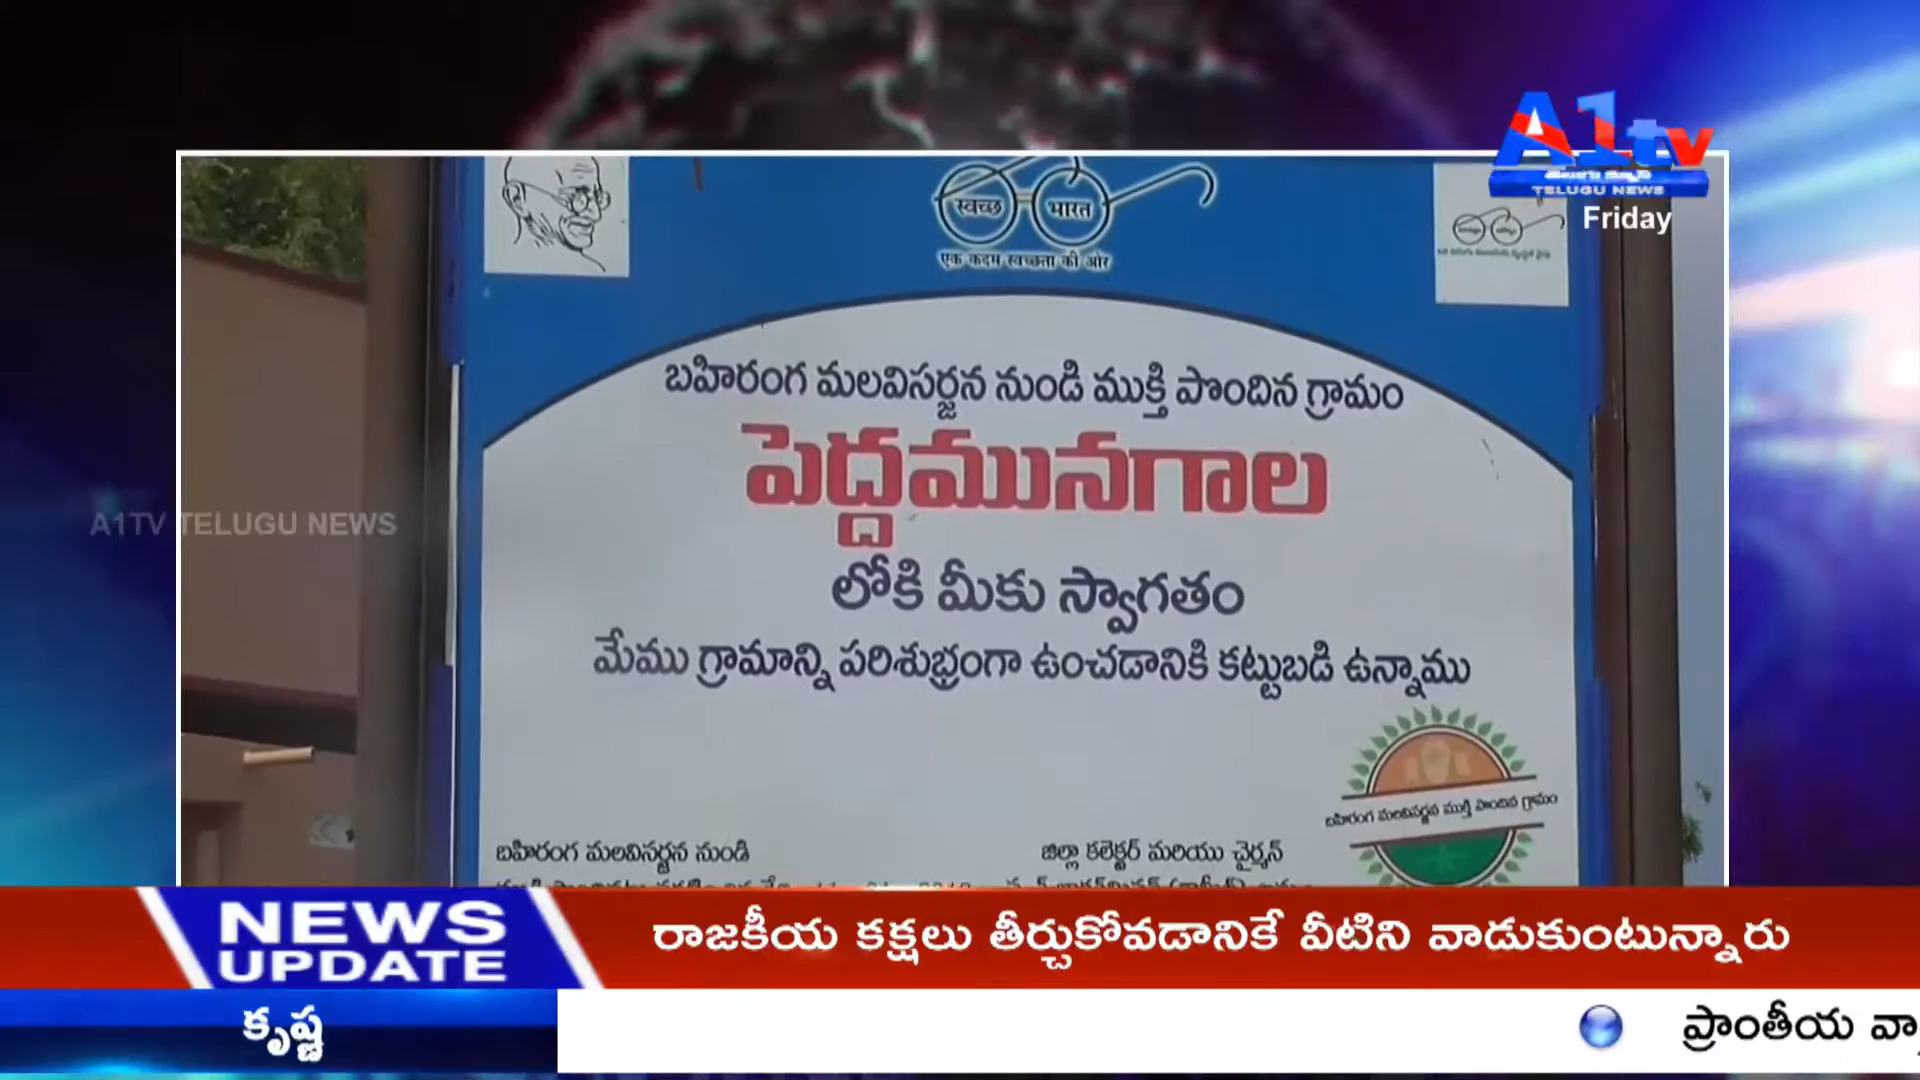 A1tv
తెలుగు న్యూస్
TELUGU NEWS
Friday
स्वच्छ भारत
एक कदम स्वच्छता की ओर
బహిరంగ మలవిసర్జన నుండి ముక్తి పొందిన గ్రామం
పెద్దమునగాల
లోకి మీకు స్వాగతం
మేము గ్రామాన్ని పరిశుభ్రంగా ఉంచడానికి కట్టుబడి ఉన్నాము
A1TV TELUGU NEWS
బహిరంగ మలవిసర్జన ముక్తి పొందిన గ్రామం
బహిరంగ మలవిసర్జన నుండి
జిల్లా కలెక్టర్ మరియు చైర్మన్
NEWS UPDATE
రాజకీయ కక్షలు తీర్చుకోవడానికే వీటిని వాడుకుంటున్నారు
కృష్ణ
ప్రాంతీయ